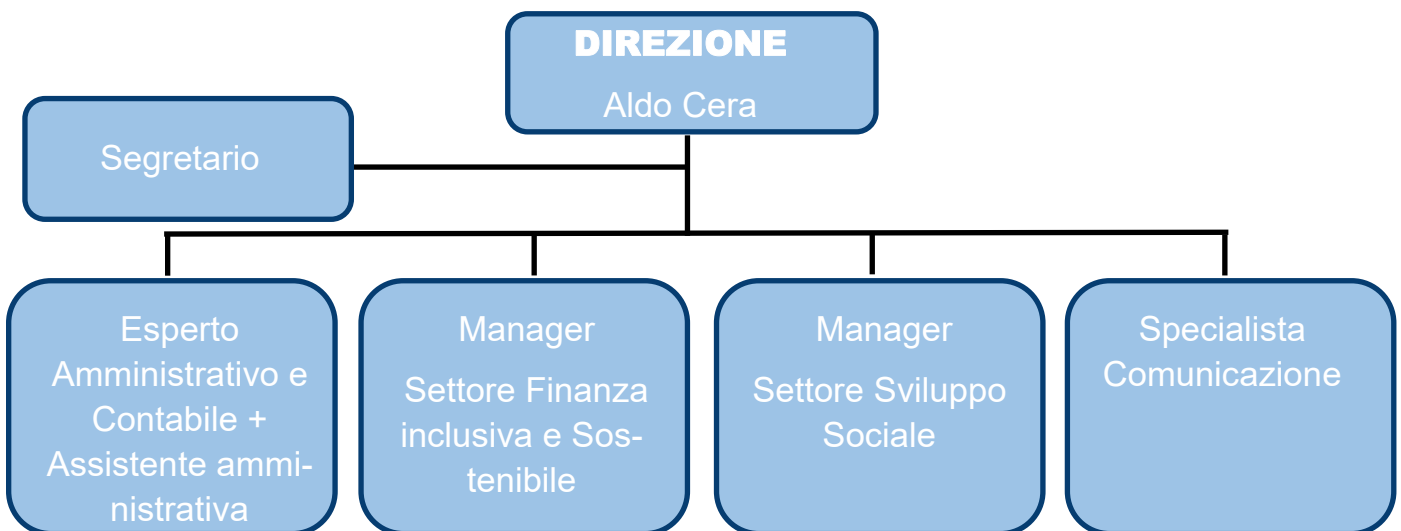 DIREZIONE
Aldo Cera
Segretario
Esperto
Amministrativo e
Contabile +
Assistente ammi-
nistrativa
Manager
Settore Finanza
inclusiva e Sos-
tenibile
Manager
Settore Sviluppo
Sociale
Specialista
Comunicazione